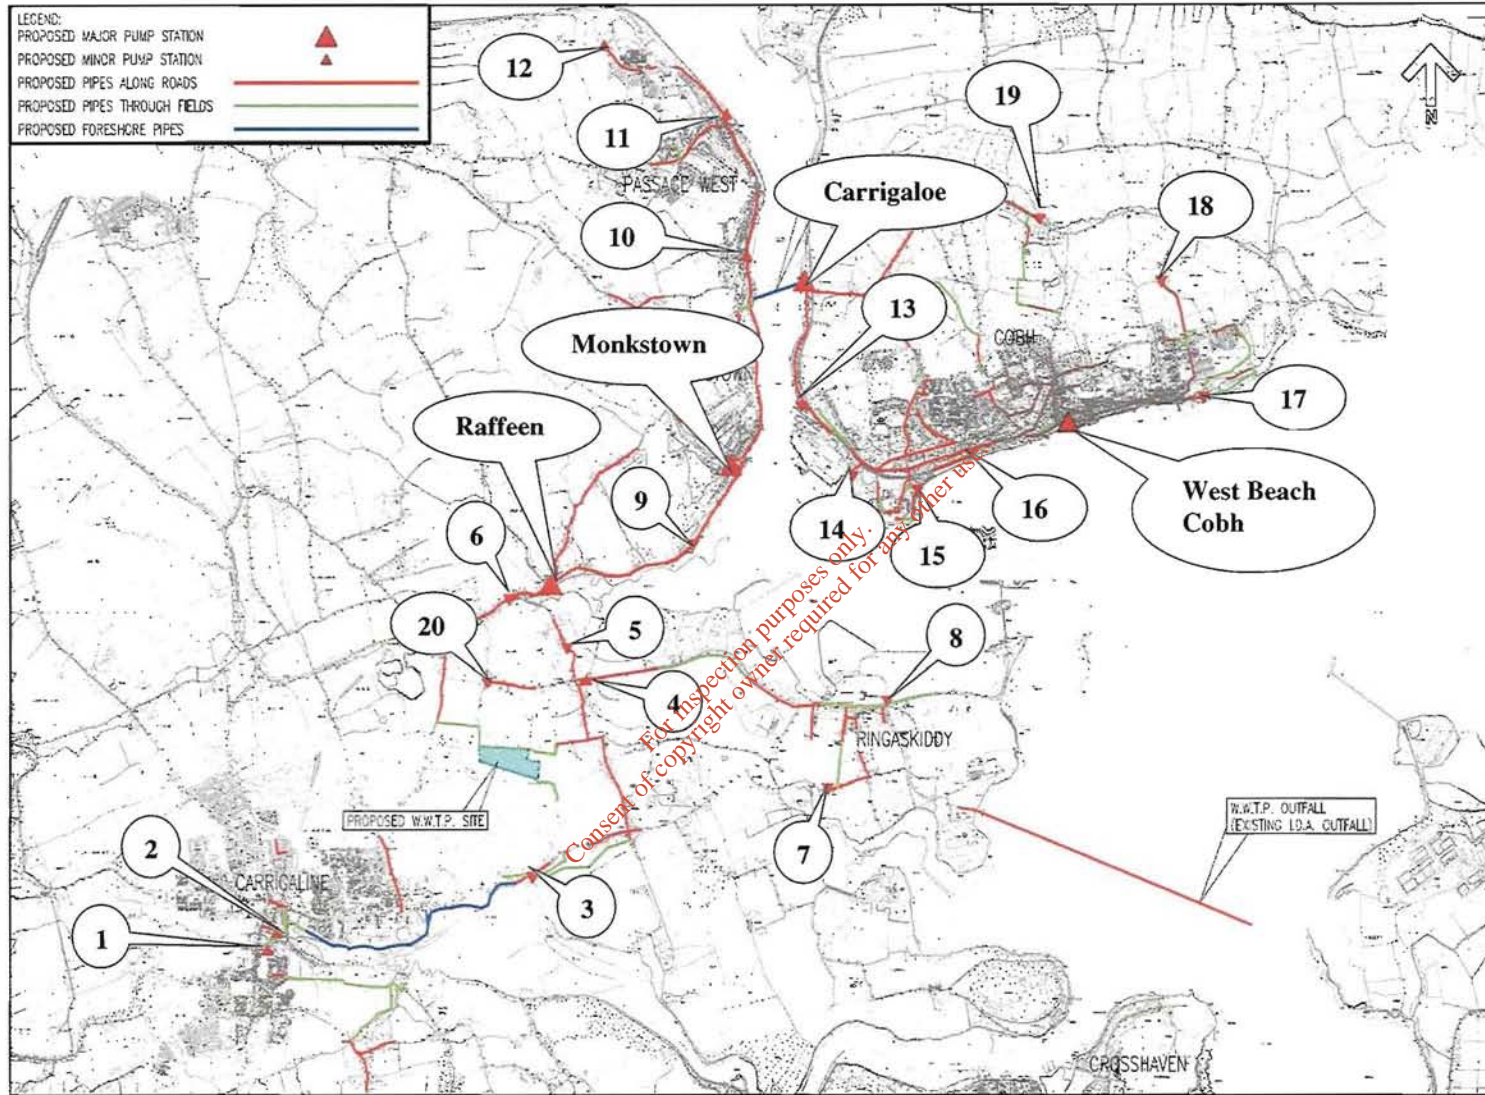 LEGEND:
PROPOSED MAJOR PUMP STATION
PROPOSED MINOR PUMP STATION
PROPOSED PIPES ALONG ROADS
PROPOSED PIPES THROUGH FIELDS
PROPOSED FORESHORE PIPES
12
19
11
PASSAGE WEST
Carrigaloe
18
N
10
13
Monkstown
COBH
17
Raffeen
9
16
West Beach
Cobh
6
14
15
20
5
8
4
RINGASKIDDY
For inspection purposes only.
Consent of copyright owner required for any other use.
PROPOSED W.W.T.P. SITE
W.W.T.P. OUTFALL
(EXISTING I.D.A. OUTFALL)
7
2
CARRIGALINE
3
1
CROSSHAVEN